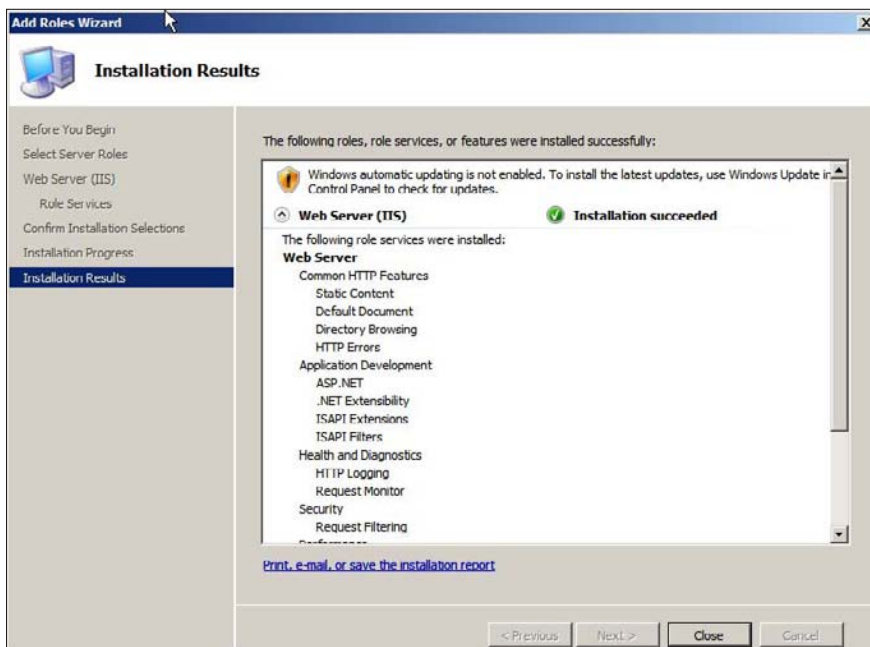 Add Roles Wizard
Installation Results
Before You Begin
Select Server Roles
Web Server (IIS)
Role Services
Confirm Installation Selections
Installation Progress
Installation Results
The following roles, role services, or features were installed successfully:
Windows automatic updating is not enabled. To install the latest updates, use Windows Update in
Control Panel to check for updates.
Web Server (IIS) Installation succeeded
The following role services were installed:
Web Server
Common HTTP Features
Static Content
Default Document
Directory Browsing
HTTP Errors
Application Development
ASP.NET
.NET Extensibility
ISAPI Extensions
ISAPI Filters
Health and Diagnostics
HTTP Logging
Request Monitor
Security
Request Filtering
Print, e-mail, or save the installation report
< Previous Next > Close Cancel